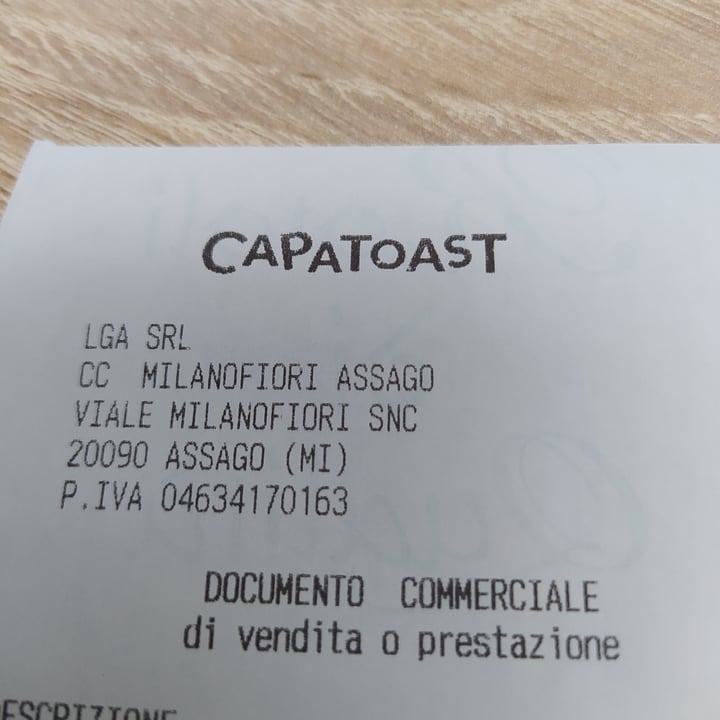 CAPATOAST
LGA SRL
CC MILANOFIORI ASSAGO
VIALE MILANOFIORI SNC
20090 ASSAGO (MI)
P.IVA 04634170163
DOCUMENTO COMMERCIALE
di vendita o prestazione
DESCRIZIONE